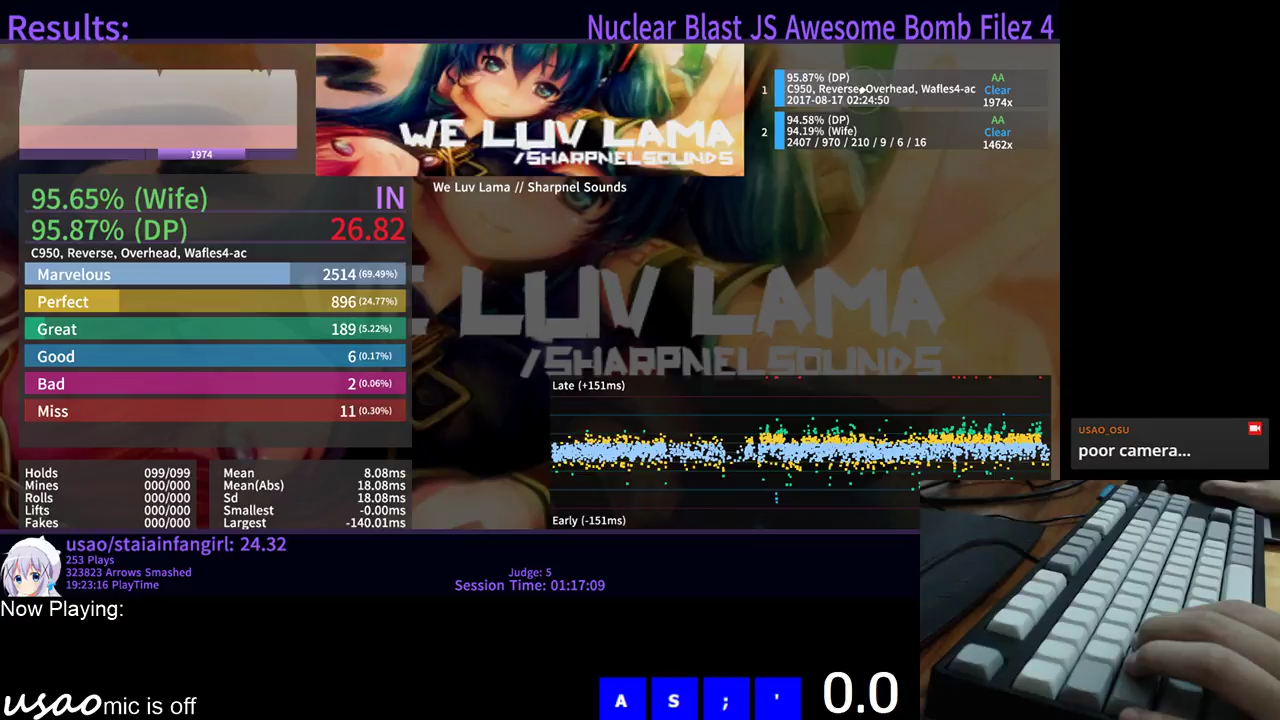 Results:
Nuclear Blast JS Awesome Bomb Filez 4
1974
WE LUV LAMA
/SHARPNELSOUNDS
We Luv Lama // Sharpnel Sounds
1
95.87% (DP)
AA
C950, Reverse, Overhead, Wafles4-ac
Clear
2017-08-17 02:24:50
1974x
2
94.58% (DP)
AA
94.19% (Wife)
Clear
2407 / 970 / 210 / 9 / 6 / 16
1462x
95.65% (Wife)
IN
95.87% (DP)
26.82
C950, Reverse, Overhead, Wafles4-ac
Marvelous 2514 (69.49%)
Perfect 896 (24.77%)
Great 189 (5.22%)
Good 6 (0.17%)
Bad 2 (0.06%)
Miss 11 (0.30%)
E LUV LAMA
/SHARPNELSOUNDS
Holds 099/099
Mines 000/000
Rolls 000/000
Lifts 000/000
Fakes 000/000
Mean 8.08ms
Mean(Abs) 18.08ms
Sd 18.08ms
Smallest -0.00ms
Largest -140.01ms
Late (+151ms)
Early (-151ms)
USAO_OSU
poor camera...
usao/staiainfangirl: 24.32
253 Plays
323823 Arrows Smashed
19:23:16 PlayTime
Judge: 5
Session Time: 01:17:09
Now Playing:
usao mic is off
A S ; '
0.0